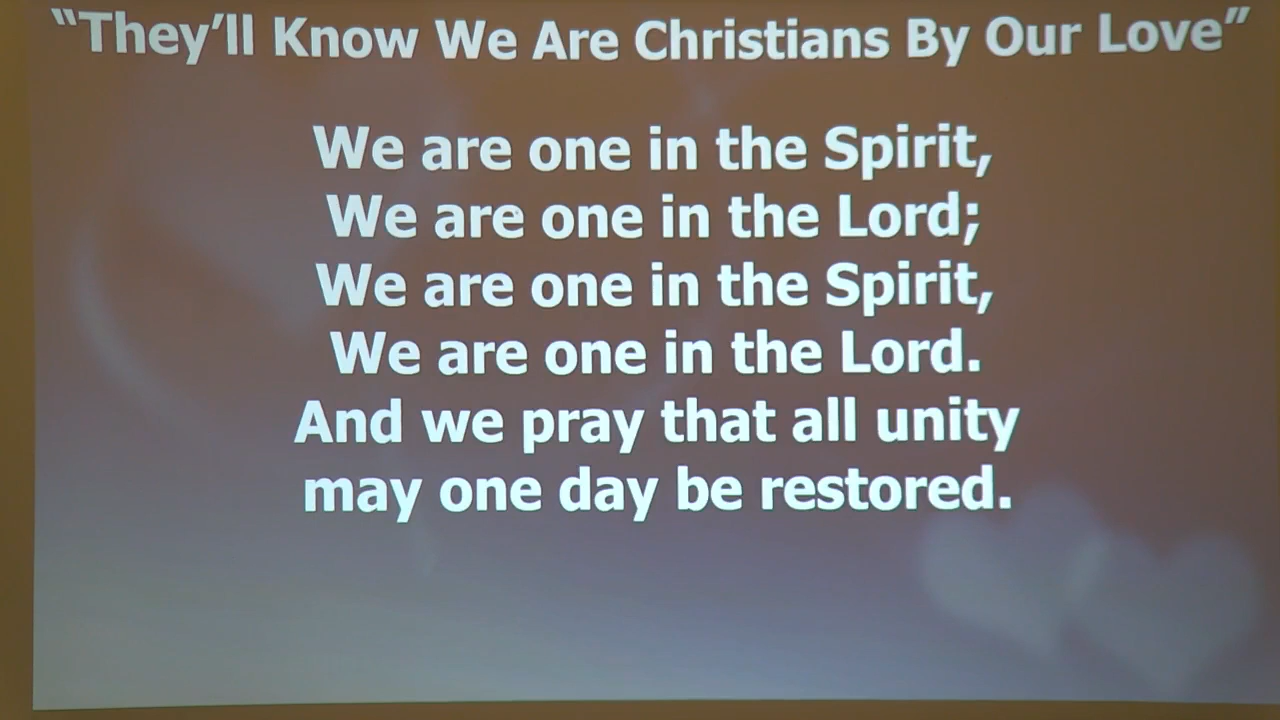 “They’ll Know We Are Christians By Our Love”
We are one in the Spirit,
We are one in the Lord;
We are one in the Spirit,
We are one in the Lord.
And we pray that all unity
may one day be restored.